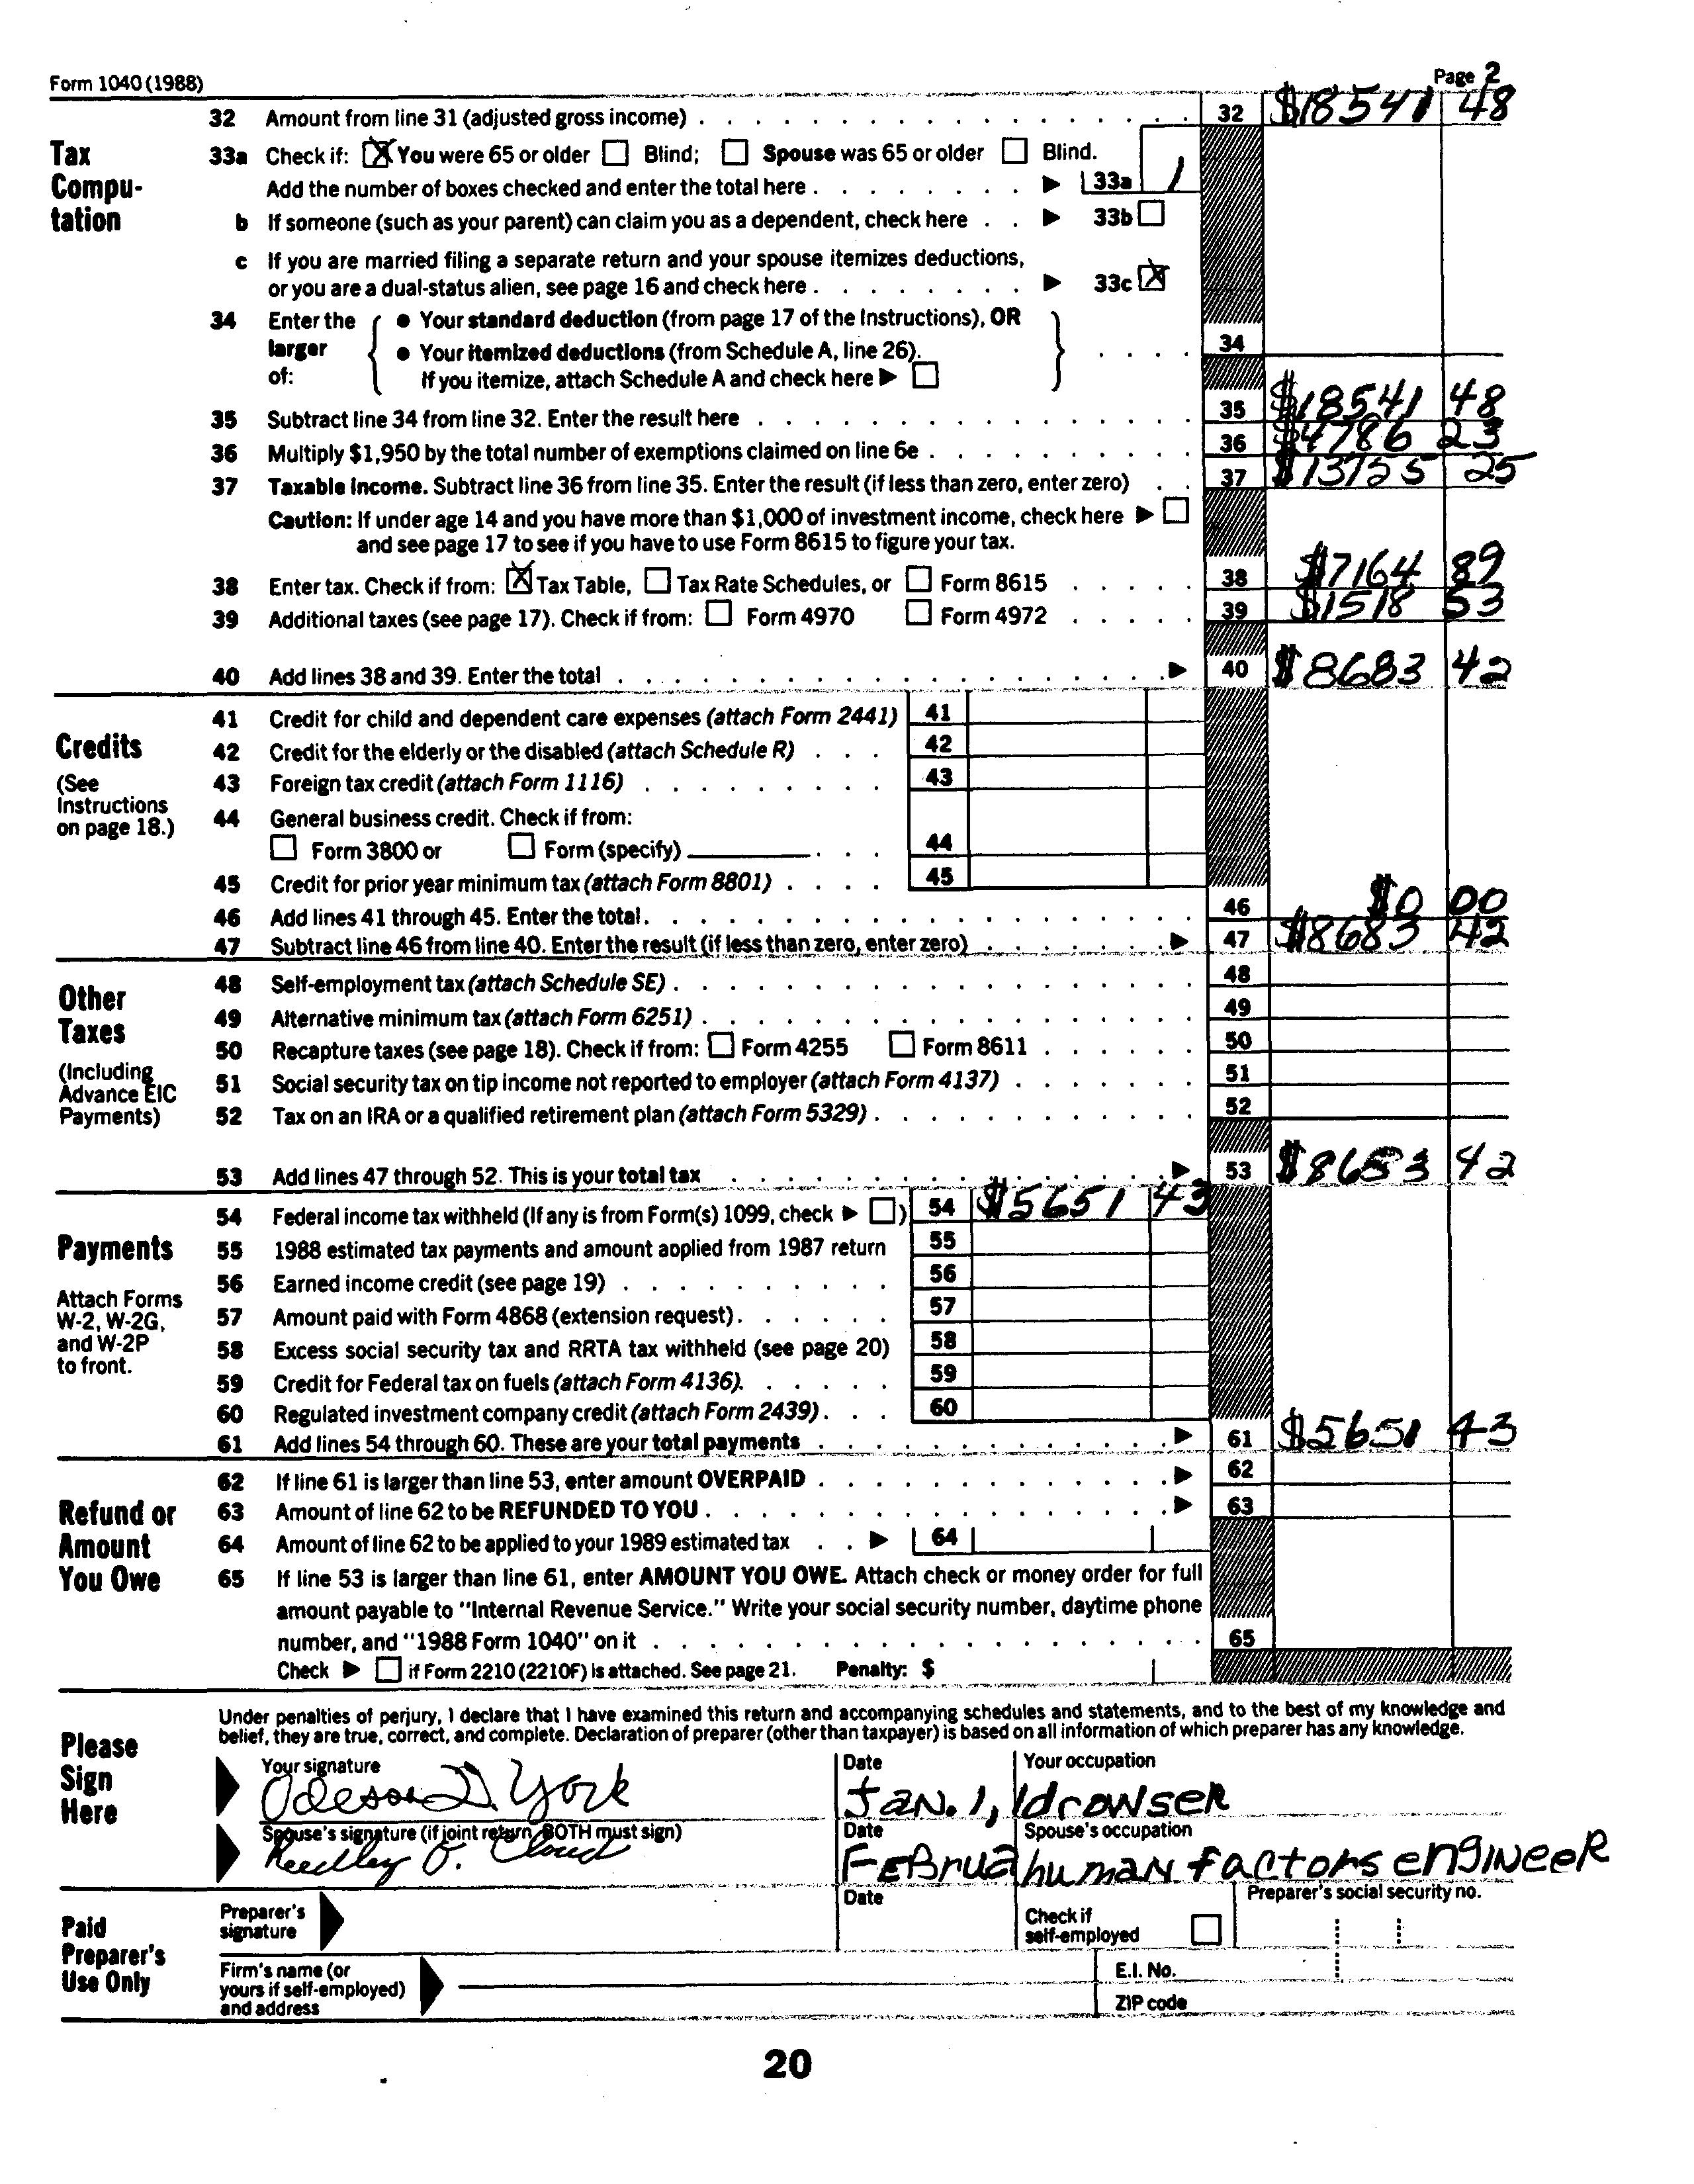 Form 1040 (1988) Page 2
32 Amount from line 31 (adjusted gross income) 32 $18541 48
Tax Computation
33a Check if: You were 65 or older Blind; Spouse was 65 or older Blind.
Add the number of boxes checked and enter the total here 33a 1
b If someone (such as your parent) can claim you as a dependent, check here 33b
c If you are married filing a separate return and your spouse itemizes deductions,
or you are a dual-status alien, see page 16 and check here 33c
34 Enter the larger of: • Your standard deduction (from page 17 of the Instructions), OR
• Your itemized deductions (from Schedule A, line 26). 34
If you itemize, attach Schedule A and check here
35 Subtract line 34 from line 32. Enter the result here 35 $18541 48
36 Multiply $1,950 by the total number of exemptions claimed on line 6e 36 $4786 23
37 Taxable income. Subtract line 36 from line 35. Enter the result (if less than zero, enter zero) 37 $13755 25
Caution: If under age 14 and you have more than $1,000 of investment income, check here
and see page 17 to see if you have to use Form 8615 to figure your tax.
38 Enter tax. Check if from: Tax Table, Tax Rate Schedules, or Form 8615 38 $7164 89
39 Additional taxes (see page 17). Check if from: Form 4970 Form 4972 39 $1518 53
40 Add lines 38 and 39. Enter the total 40 $8683 42
Credits
(See Instructions on page 18.)
41 Credit for child and dependent care expenses (attach Form 2441) 41
42 Credit for the elderly or the disabled (attach Schedule R) 42
43 Foreign tax credit (attach Form 1116) 43
44 General business credit. Check if from:
Form 3800 or Form (specify) 44
45 Credit for prior year minimum tax (attach Form 8801) 45
46 Add lines 41 through 45. Enter the total 46 $0 00
47 Subtract line 46 from line 40. Enter the result (if less than zero, enter zero) 47 $8683 42
Other Taxes
(Including Advance EIC Payments)
48 Self-employment tax (attach Schedule SE) 48
49 Alternative minimum tax (attach Form 6251) 49
50 Recapture taxes (see page 18). Check if from: Form 4255 Form 8611 50
51 Social security tax on tip income not reported to employer (attach Form 4137) 51
52 Tax on an IRA or a qualified retirement plan (attach Form 5329) 52
53 Add lines 47 through 52. This is your total tax 53 $8683 42
Payments
Attach Forms W-2, W-2G, and W-2P to front.
54 Federal income tax withheld (If any is from Form(s) 1099, check ) 54 $5651 43
55 1988 estimated tax payments and amount applied from 1987 return 55
56 Earned income credit (see page 19) 56
57 Amount paid with Form 4868 (extension request) 57
58 Excess social security tax and RRTA tax withheld (see page 20) 58
59 Credit for Federal tax on fuels (attach Form 4136) 59
60 Regulated investment company credit (attach Form 2439) 60
61 Add lines 54 through 60. These are your total payments 61 $5651 43
Refund or Amount You Owe
62 If line 61 is larger than line 53, enter amount OVERPAID 62
63 Amount of line 62 to be REFUNDED TO YOU 63
64 Amount of line 62 to be applied to your 1989 estimated tax 64
65 If line 53 is larger than line 61, enter AMOUNT YOU OWE. Attach check or money order for full
amount payable to "Internal Revenue Service." Write your social security number, daytime phone
number, and "1988 Form 1040" on it 65
Check if Form 2210 (2210F) is attached. See page 21. Penalty: $
Please Sign Here
Under penalties of perjury, I declare that I have examined this return and accompanying schedules and statements, and to the best of my knowledge and
belief, they are true, correct, and complete. Declaration of preparer (other than taxpayer) is based on all information of which preparer has any knowledge.
Your signature Date Your occupation
Odesse D. York Jan. 1, 1drowser
Spouse's signature (if joint return, BOTH must sign) Date Spouse's occupation
Reedley O. Cloud Februa human factors engineer
Paid Preparer's Use Only
Preparer's signature Date Check if self-employed Preparer's social security no.
Firm's name (or yours if self-employed) and address E.I. No.
ZIP code
20